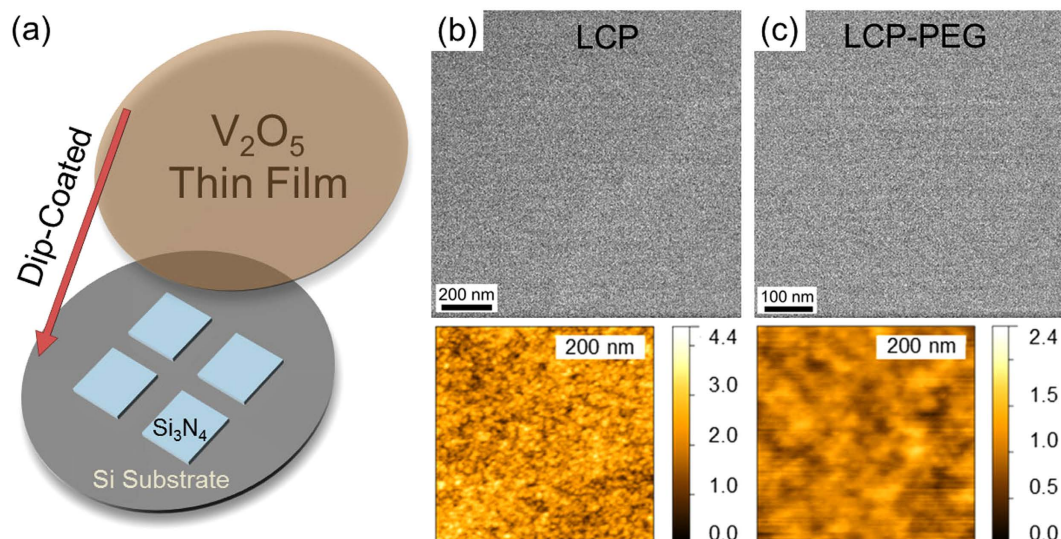 (a)
V₂O₅
Thin Film
Dip-Coated
Si₃N₄
Si Substrate
(b)
LCP
200 nm
200 nm
4.4
3.0
2.0
1.0
0.0
(c)
LCP-PEG
100 nm
200 nm
2.4
1.5
1.0
0.5
0.0